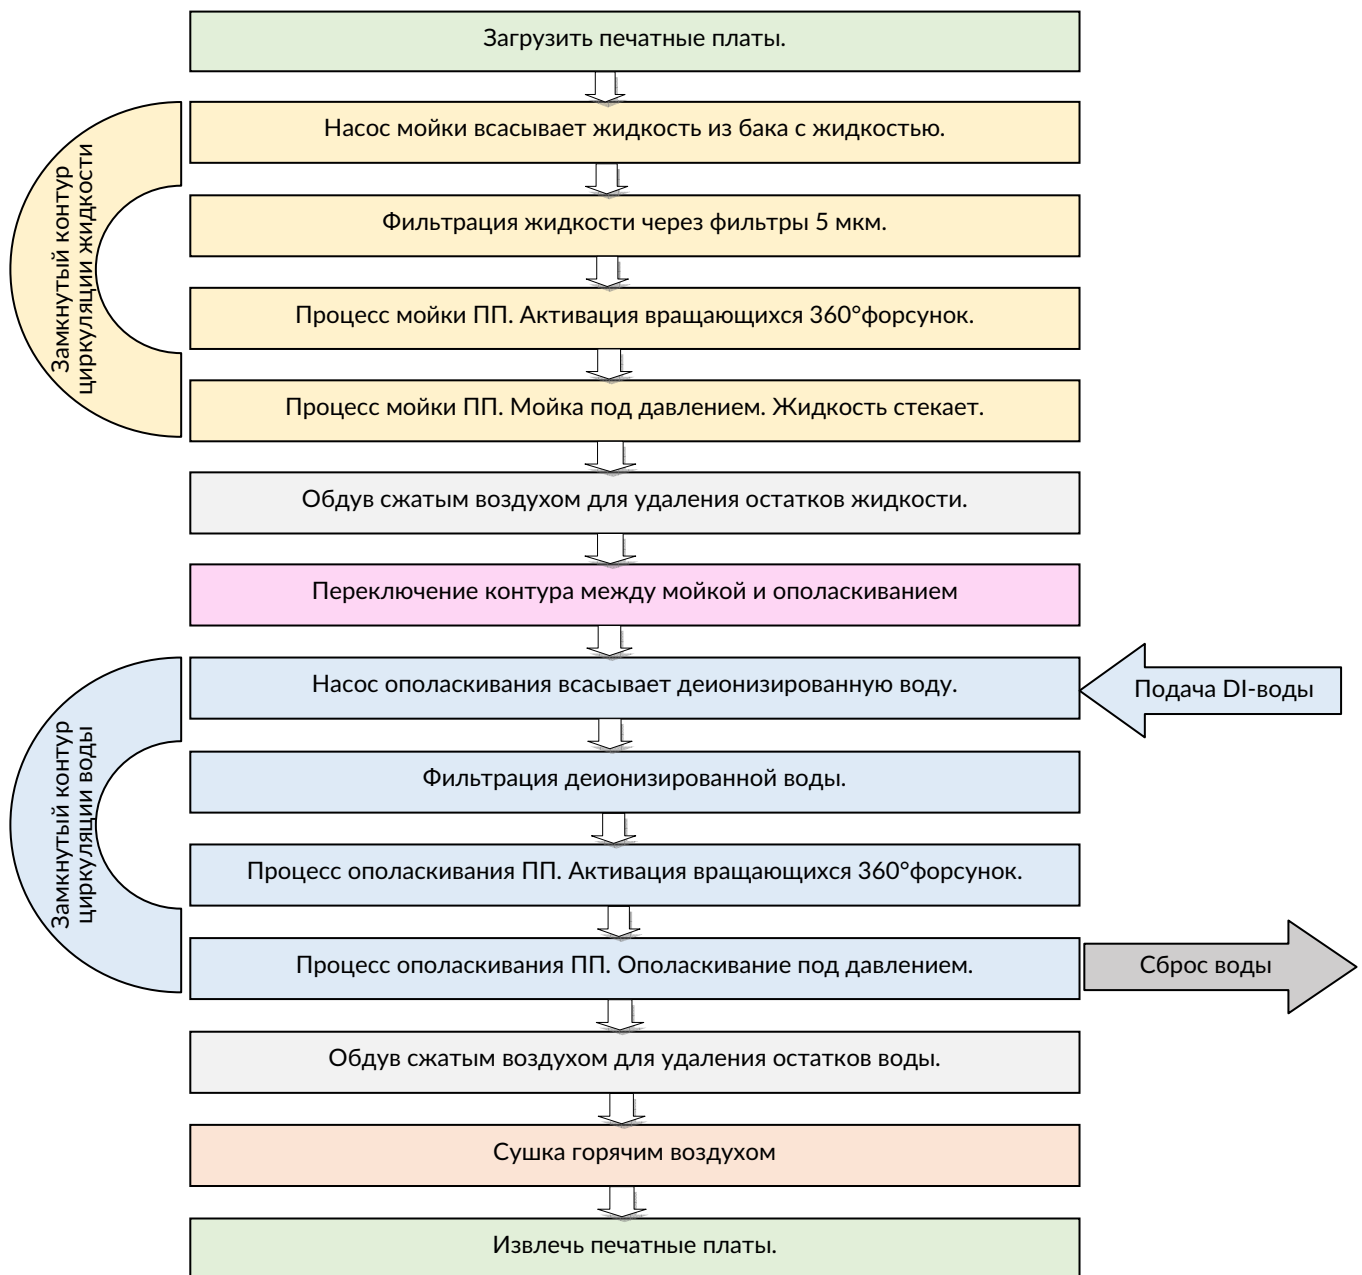 Загрузить печатные платы.
Насос мойки всасывает жидкость из бака с жидкостью.
Замкнутый контур
циркуляции жидкости
Фильтрация жидкости через фильтры 5 мкм.
Процесс мойки ПП. Активация вращающихся 360°форсунок.
Процесс мойки ПП. Мойка под давлением. Жидкость стекает.
Обдув сжатым воздухом для удаления остатков жидкости.
Переключение контура между мойкой и ополаскиванием
Насос ополаскивания всасывает деионизированную воду.
Подача DI-воды
Замкнутый контур
циркуляции воды
Фильтрация деионизированной воды.
Процесс ополаскивания ПП. Активация вращающихся 360°форсунок.
Процесс ополаскивания ПП. Ополаскивание под давлением.
Сброс воды
Обдув сжатым воздухом для удаления остатков воды.
Сушка горячим воздухом
Извлечь печатные платы.